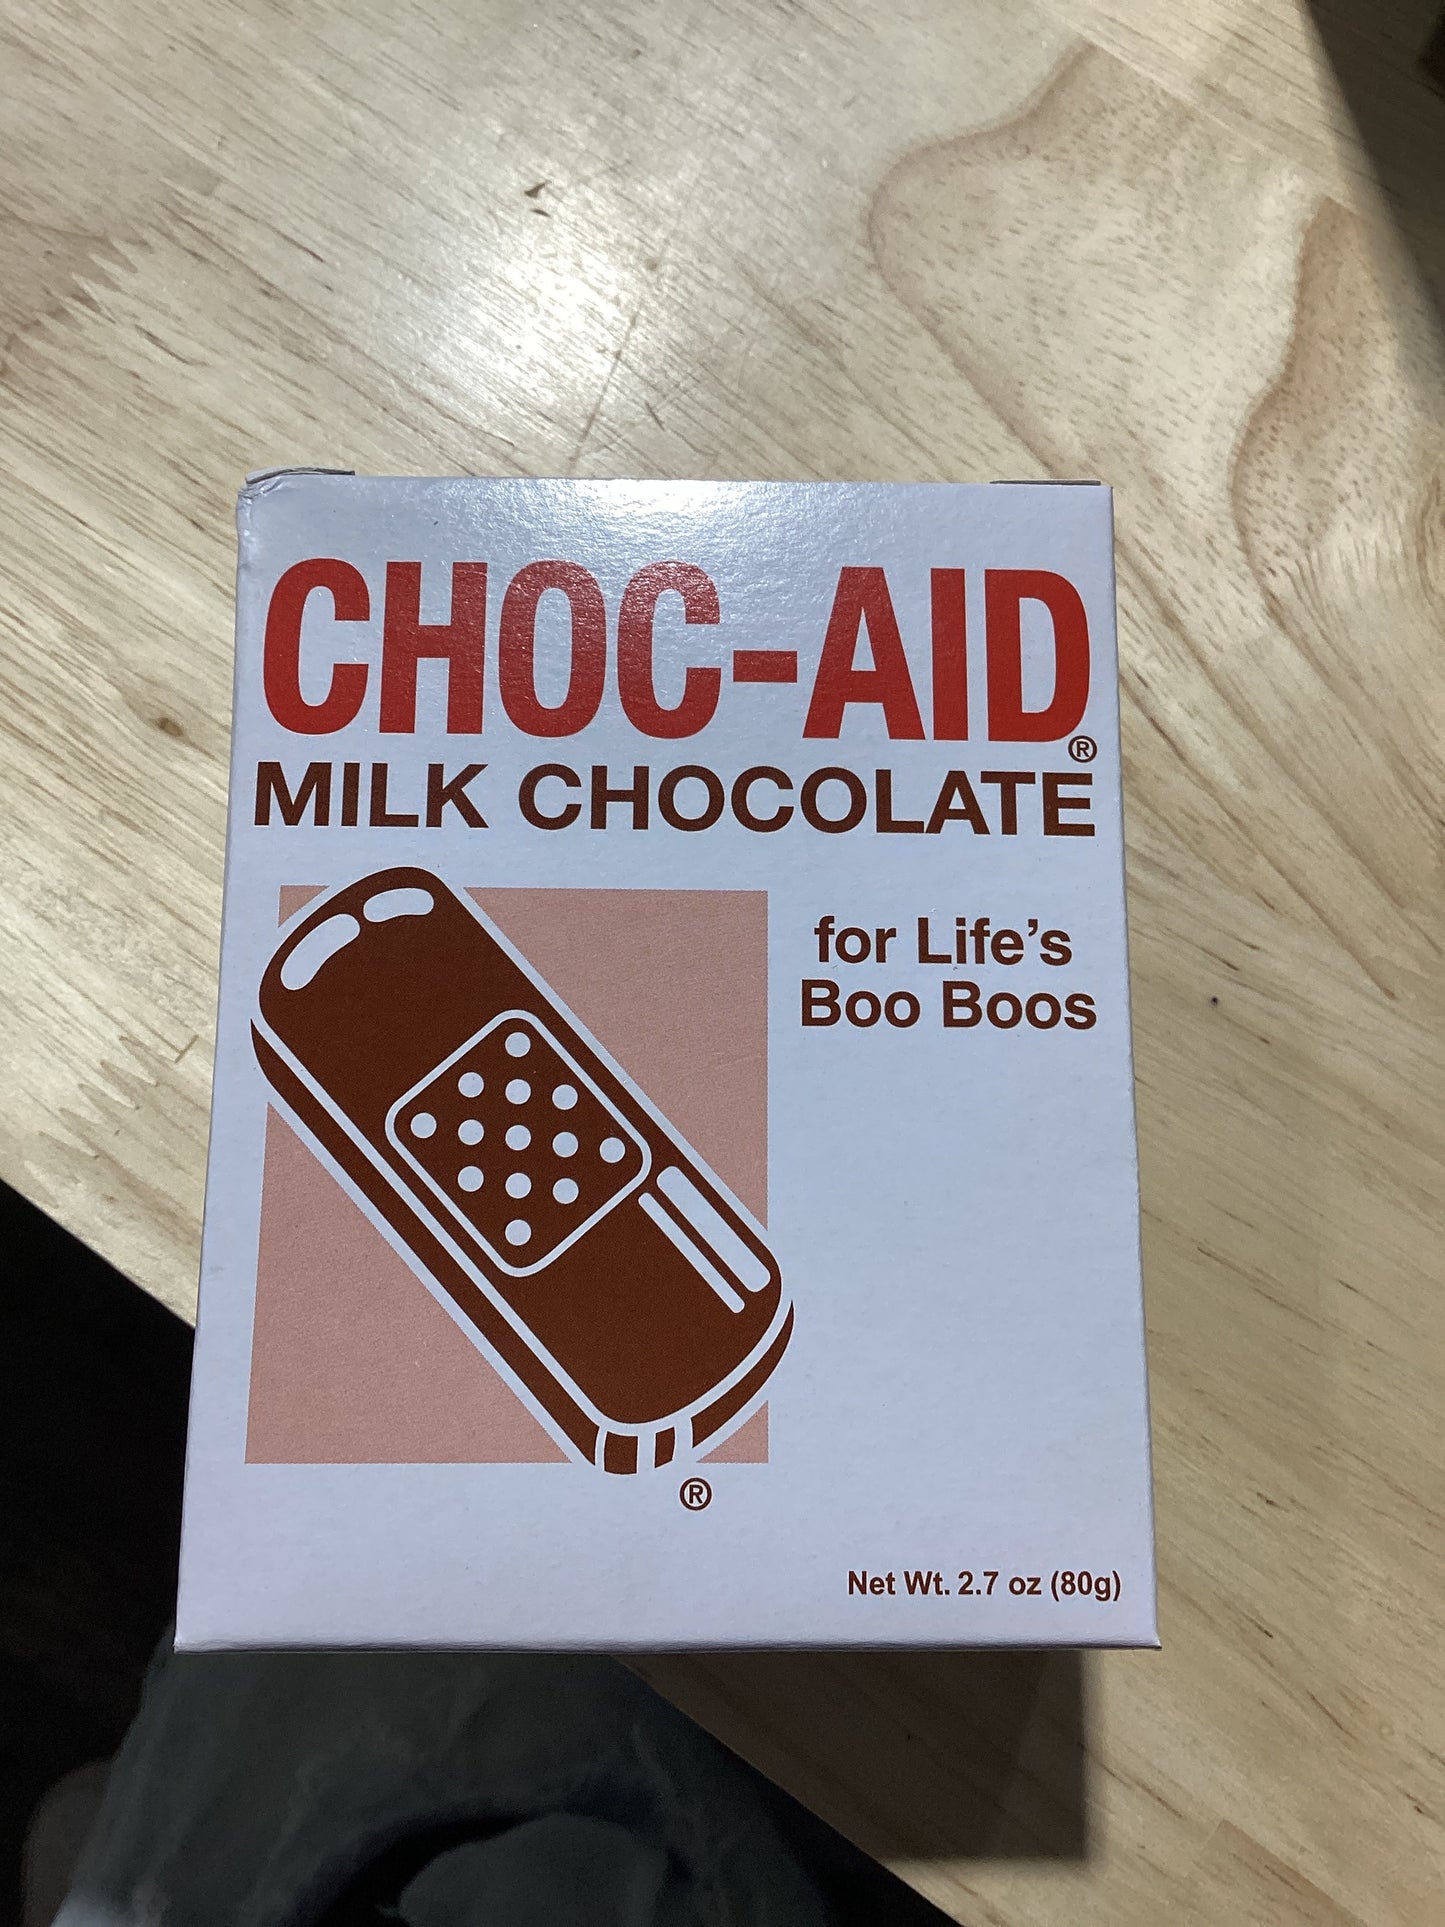 CHOC-AID®
MILK CHOCOLATE
for Life's
Boo Boos
®
Net Wt. 2.7 oz (80g)